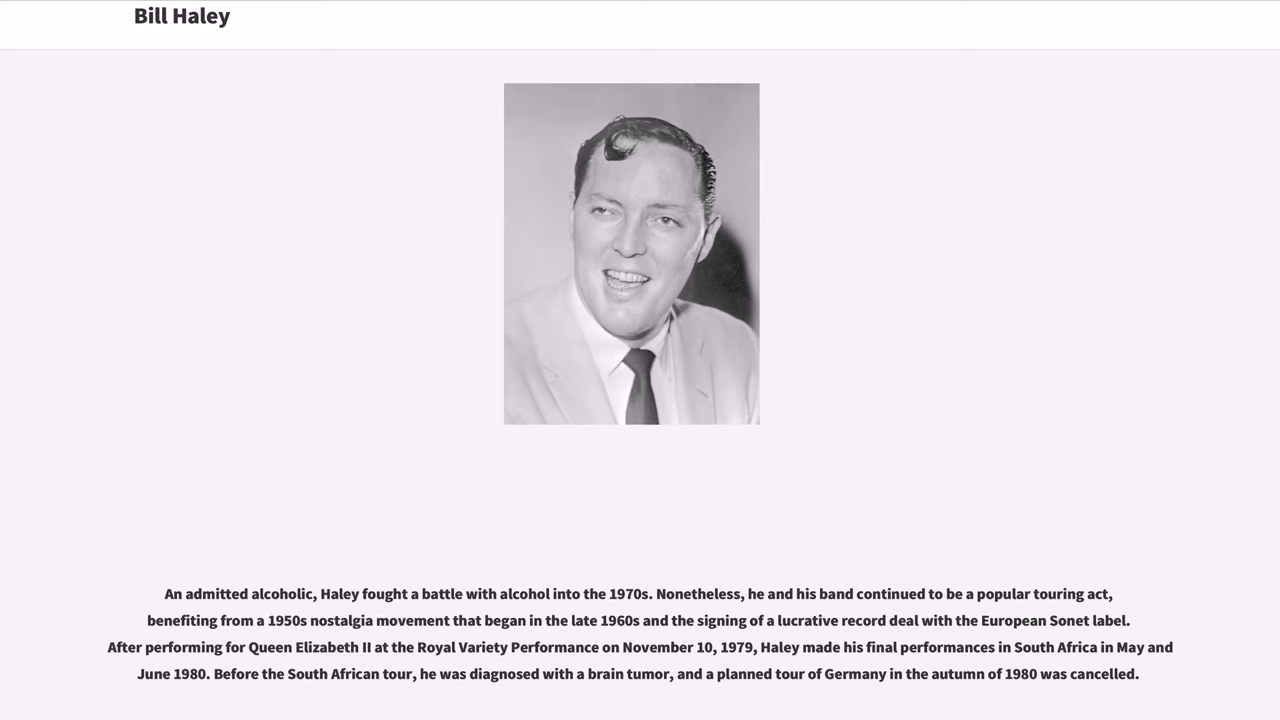 Bill Haley
An admitted alcoholic, Haley fought a battle with alcohol into the 1970s. Nonetheless, he and his band continued to be a popular touring act,
benefiting from a 1950s nostalgia movement that began in the late 1960s and the signing of a lucrative record deal with the European Sonet label.
After performing for Queen Elizabeth II at the Royal Variety Performance on November 10, 1979, Haley made his final performances in South Africa in May and
June 1980. Before the South African tour, he was diagnosed with a brain tumor, and a planned tour of Germany in the autumn of 1980 was cancelled.